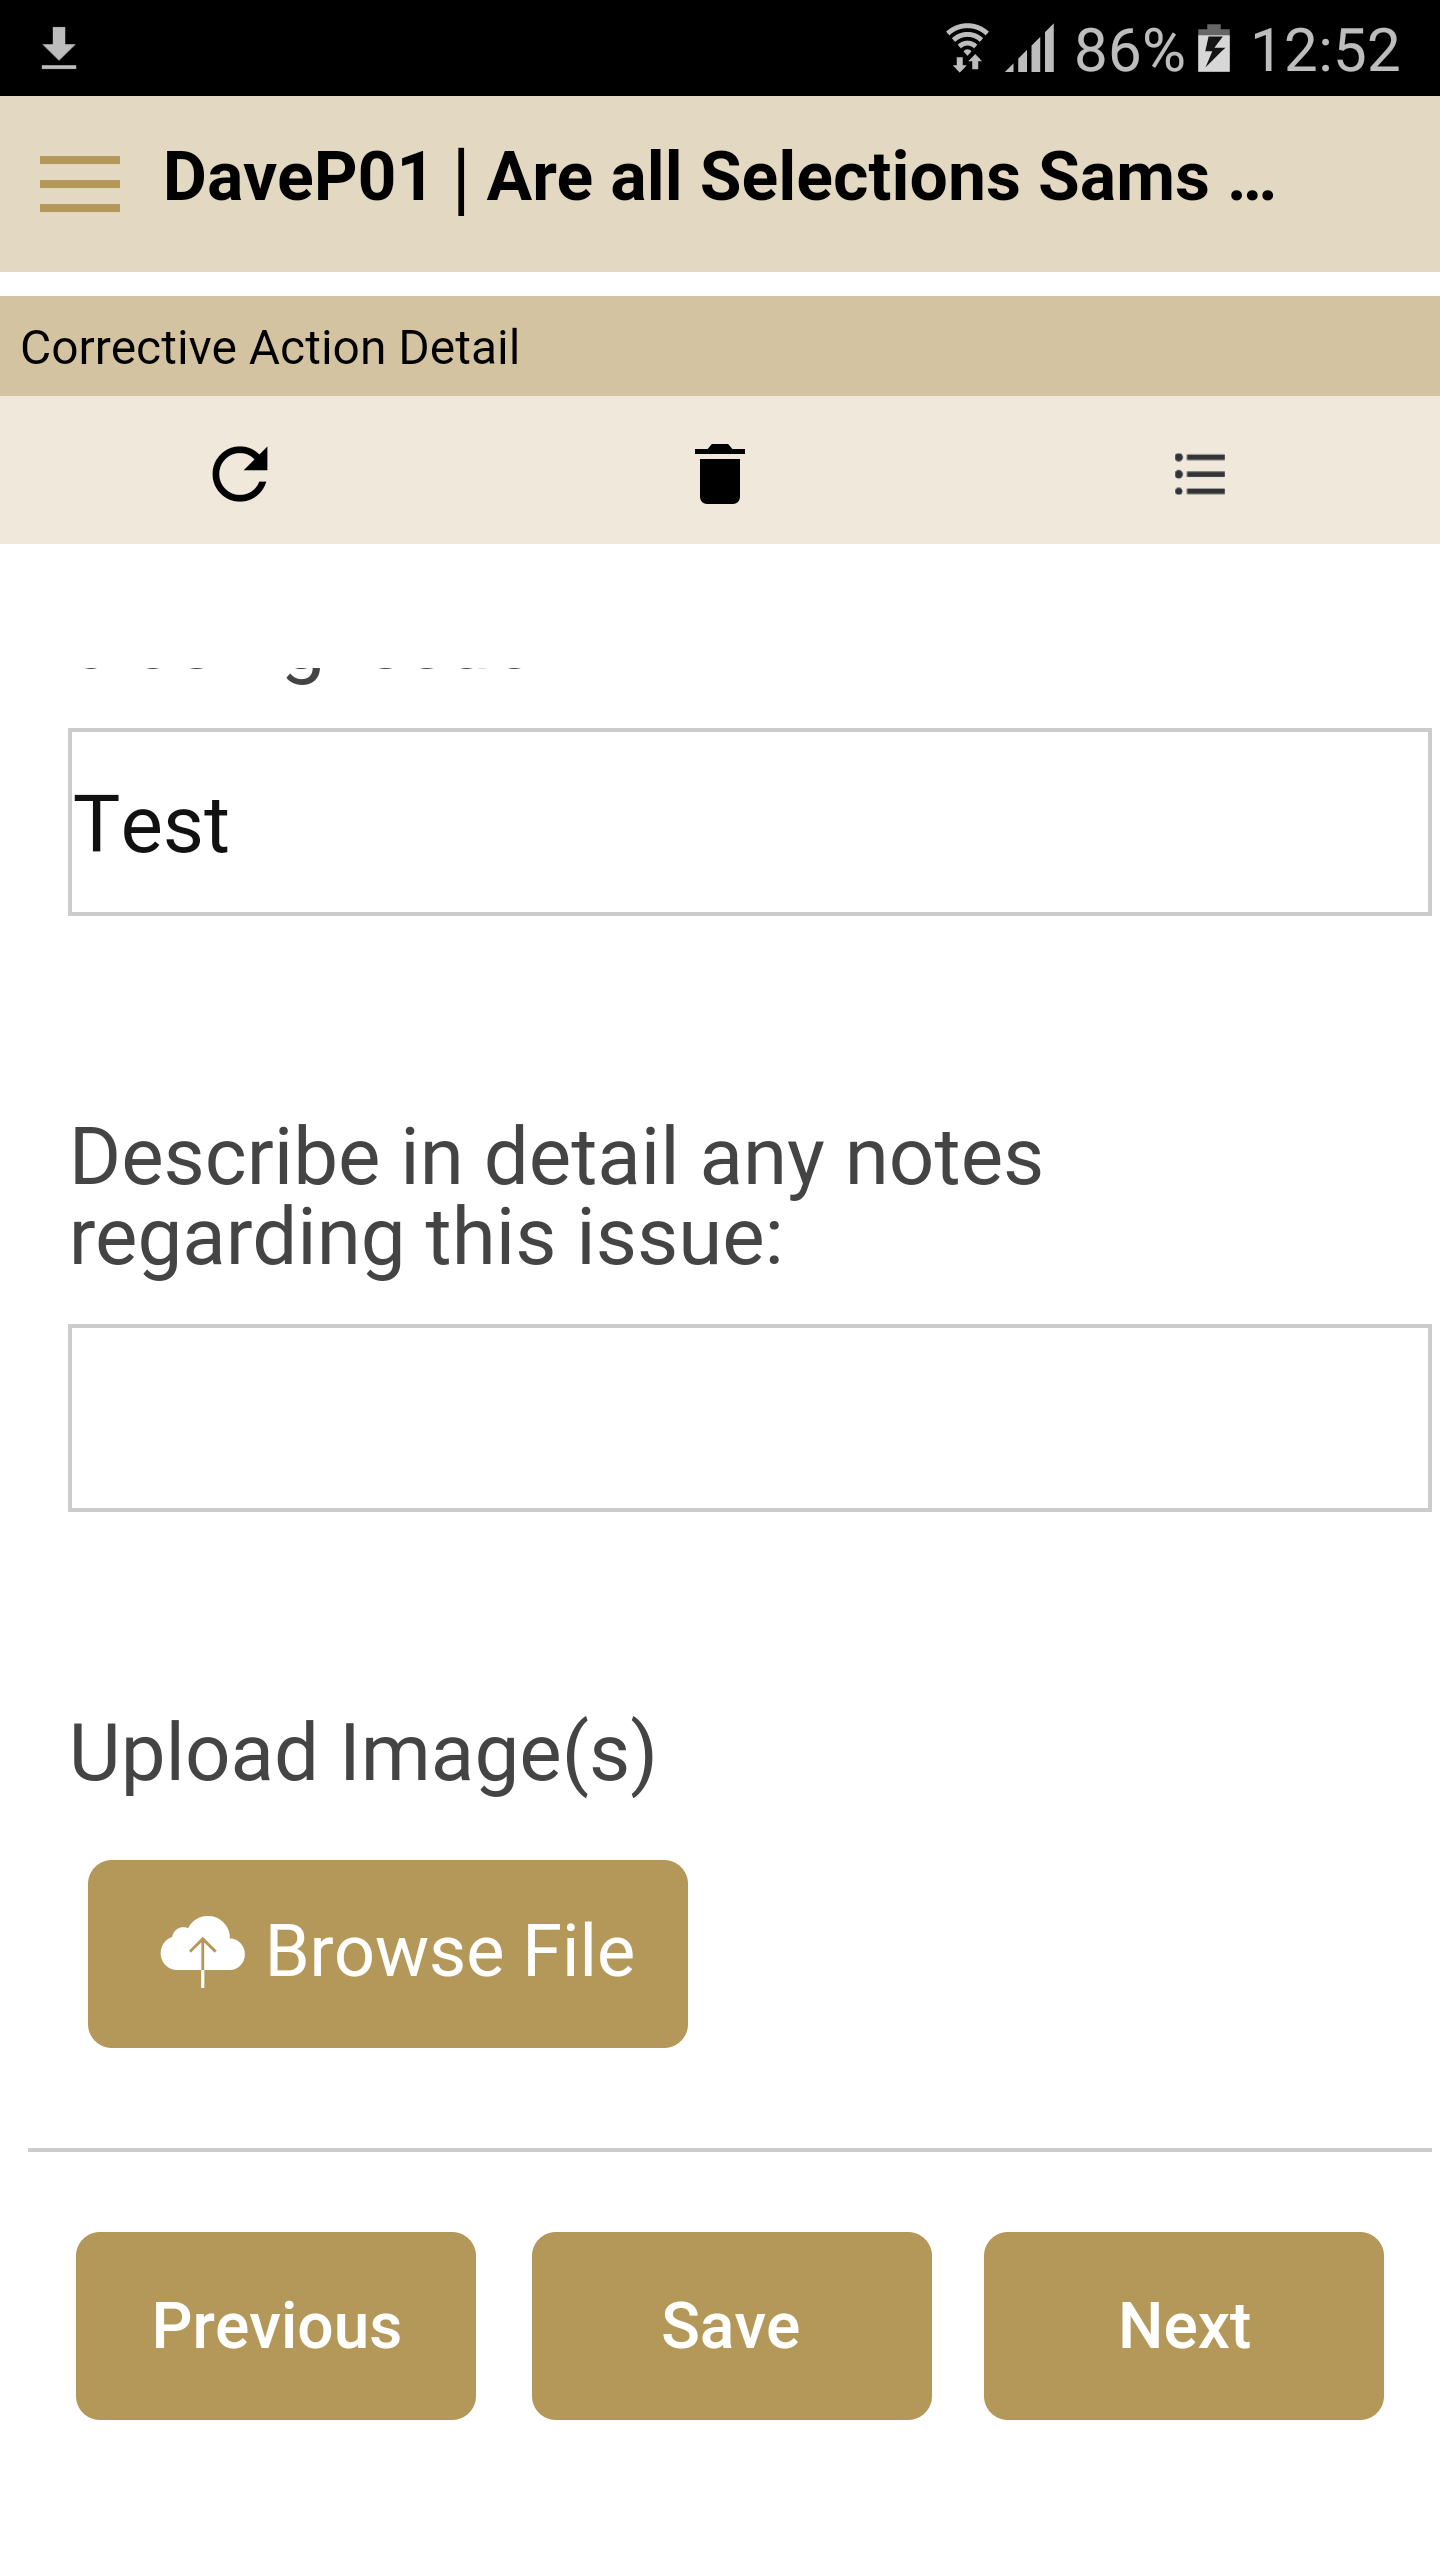 86% 12:52
DaveP01 | Are all Selections Sams ...
Corrective Action Detail
Test
Describe in detail any notes
regarding this issue:
Upload Image(s)
Browse File
Previous Save Next